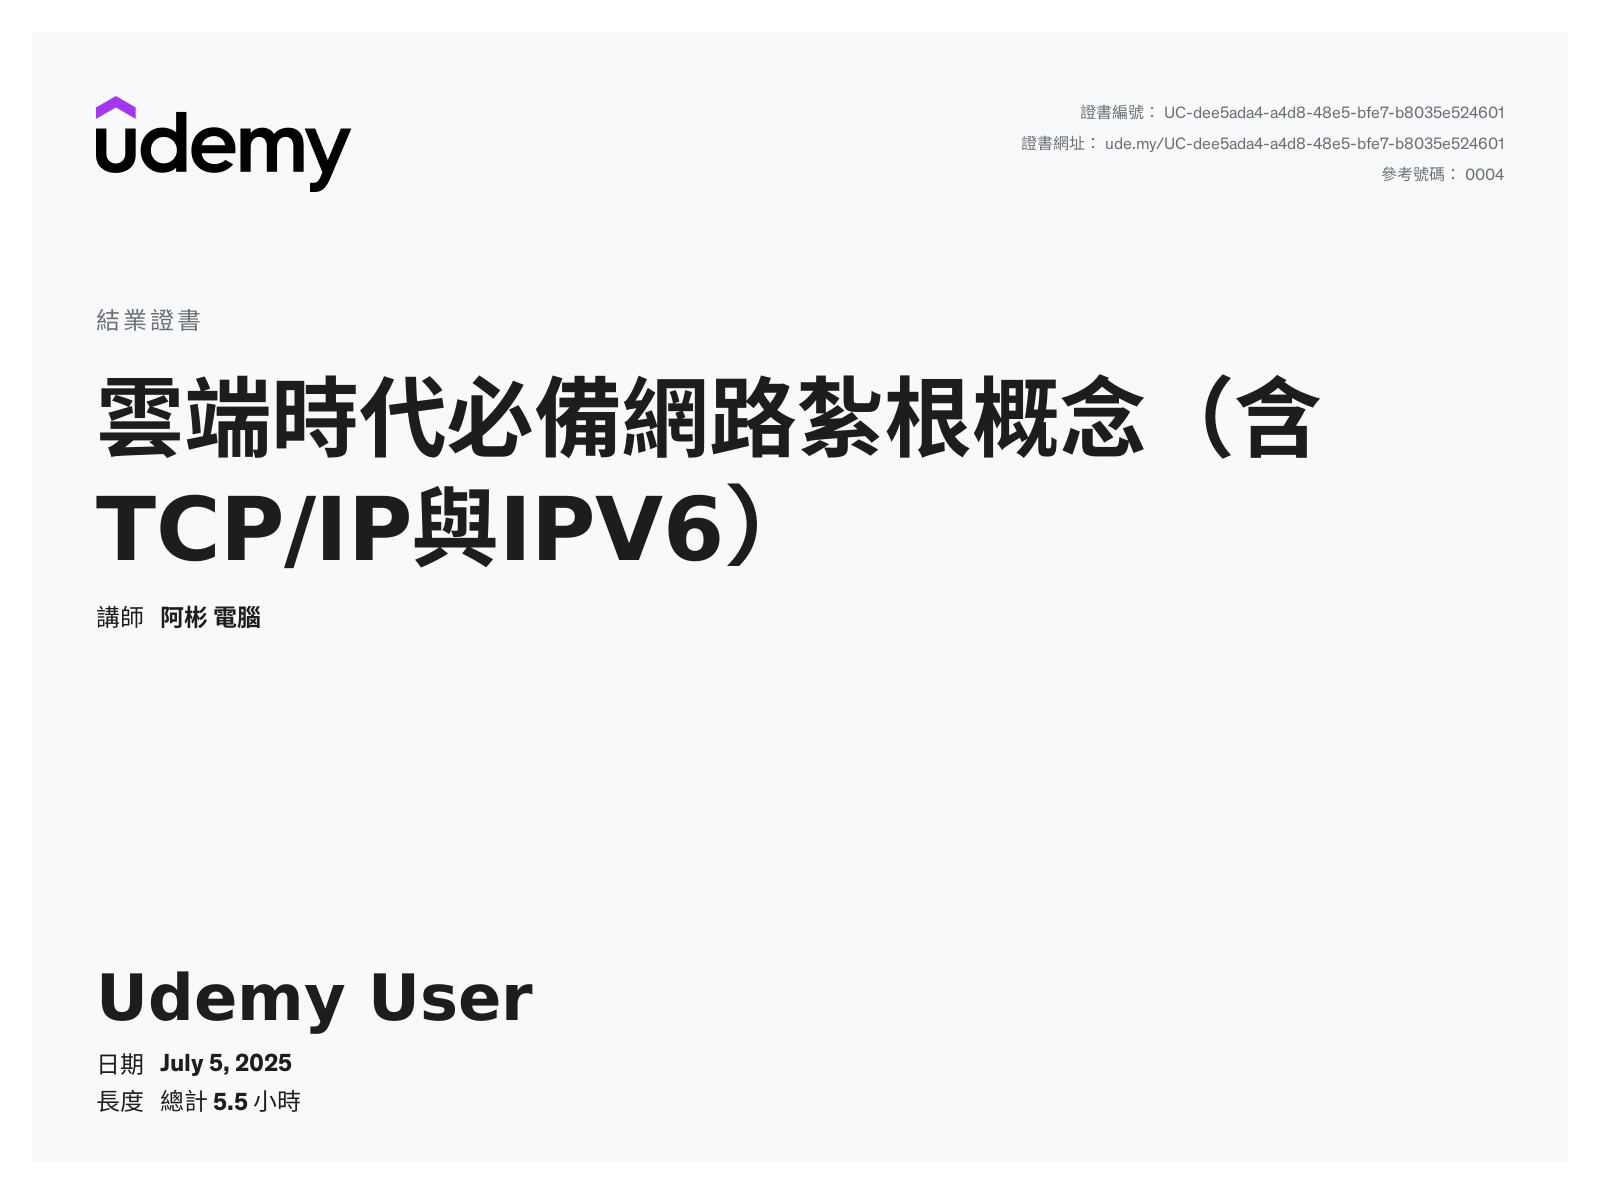 udemy
證書編號： UC-dee5ada4-a4d8-48e5-bfe7-b8035e524601
證書網址： ude.my/UC-dee5ada4-a4d8-48e5-bfe7-b8035e524601
參考號碼： 0004
結業證書
雲端時代必備網路紮根概念（含
TCP/IP與IPV6）
講師 阿彬 電腦
Udemy User
日期 July 5, 2025
長度 總計 5.5 小時